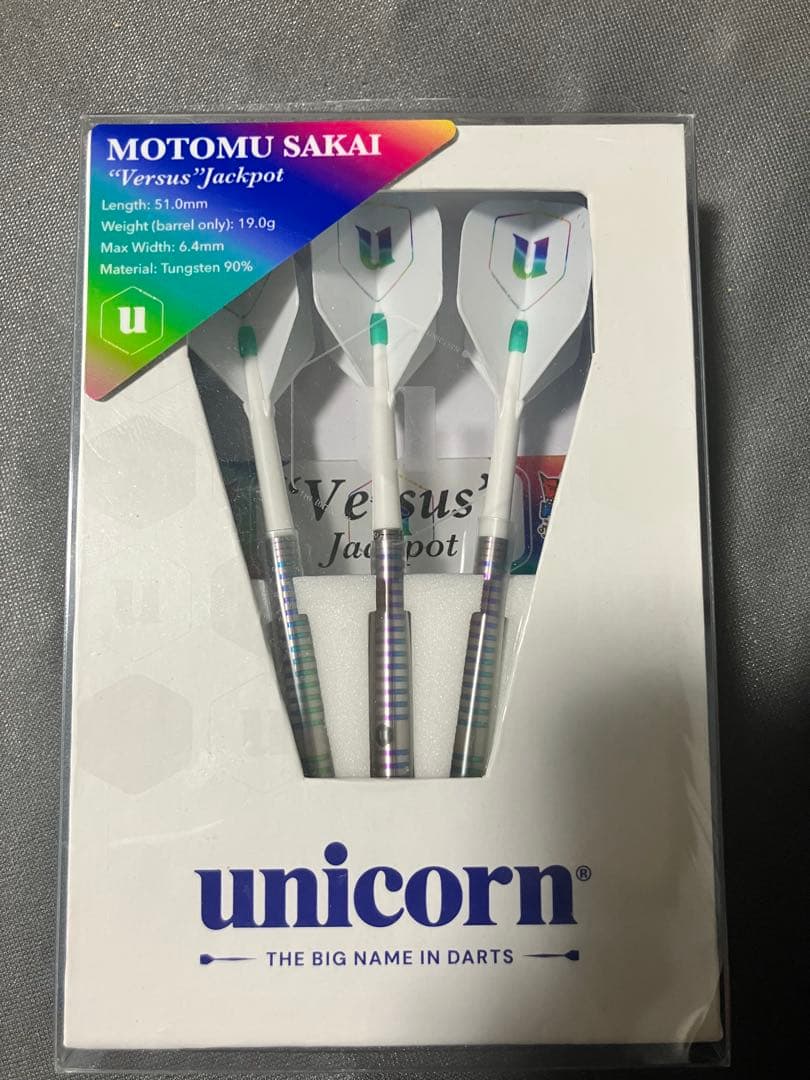 MOTOMU SAKAI
“Versus”Jackpot
Length: 51.0mm
Weight (barrel only): 19.0g
Max Width: 6.4mm
Material: Tungsten 90%
u
u
u
UNICORN
“Versus”
Jackpot
u
u
unicorn®
THE BIG NAME IN DARTS